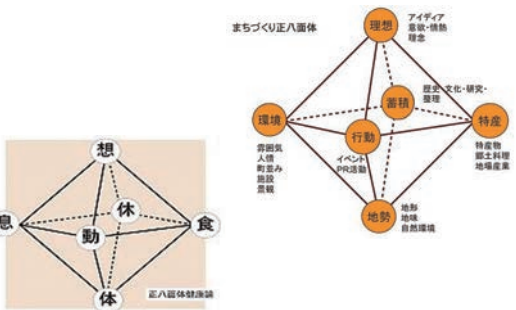 まちづくり正八面体
理想
アイディア
意欲・情熱
理念
蓄積
歴史・文化・研究・
整理
環境
雰囲気
人情
町並み
施設
景観
行動
イベント
PR活動
特産
特産物
郷土料理
地場産業
地勢
地形
地味
自然環境
想
休
息
動
食
体
正八面体健康論